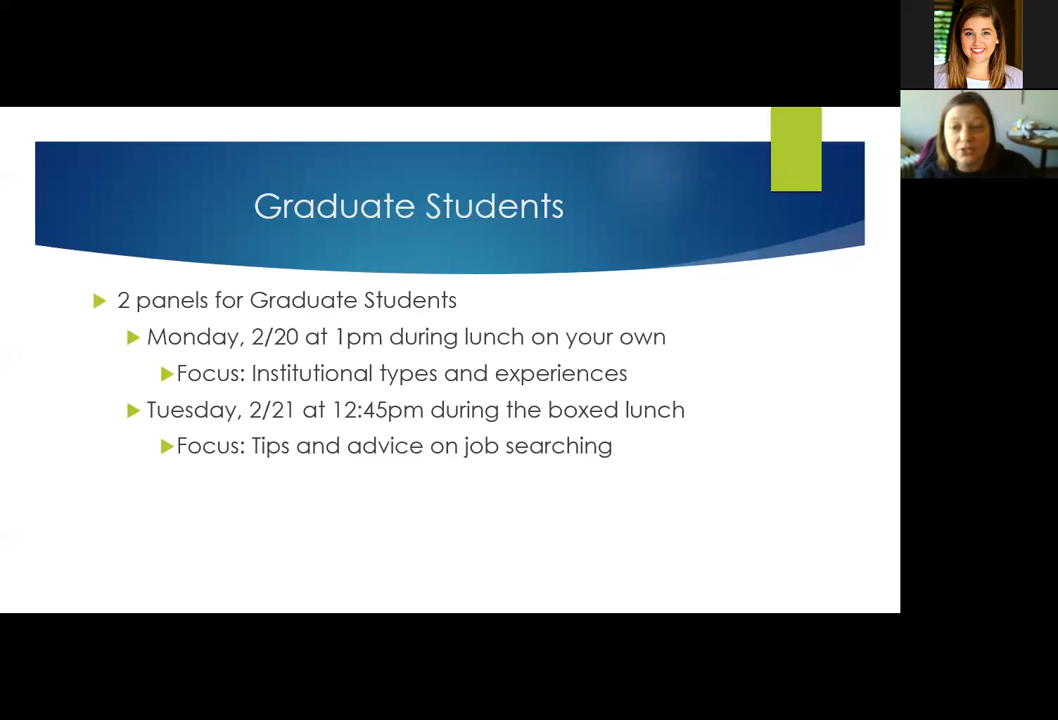 Graduate Students
2 panels for Graduate Students
Monday, 2/20 at 1pm during lunch on your own
Focus: Institutional types and experiences
Tuesday, 2/21 at 12:45pm during the boxed lunch
Focus: Tips and advice on job searching